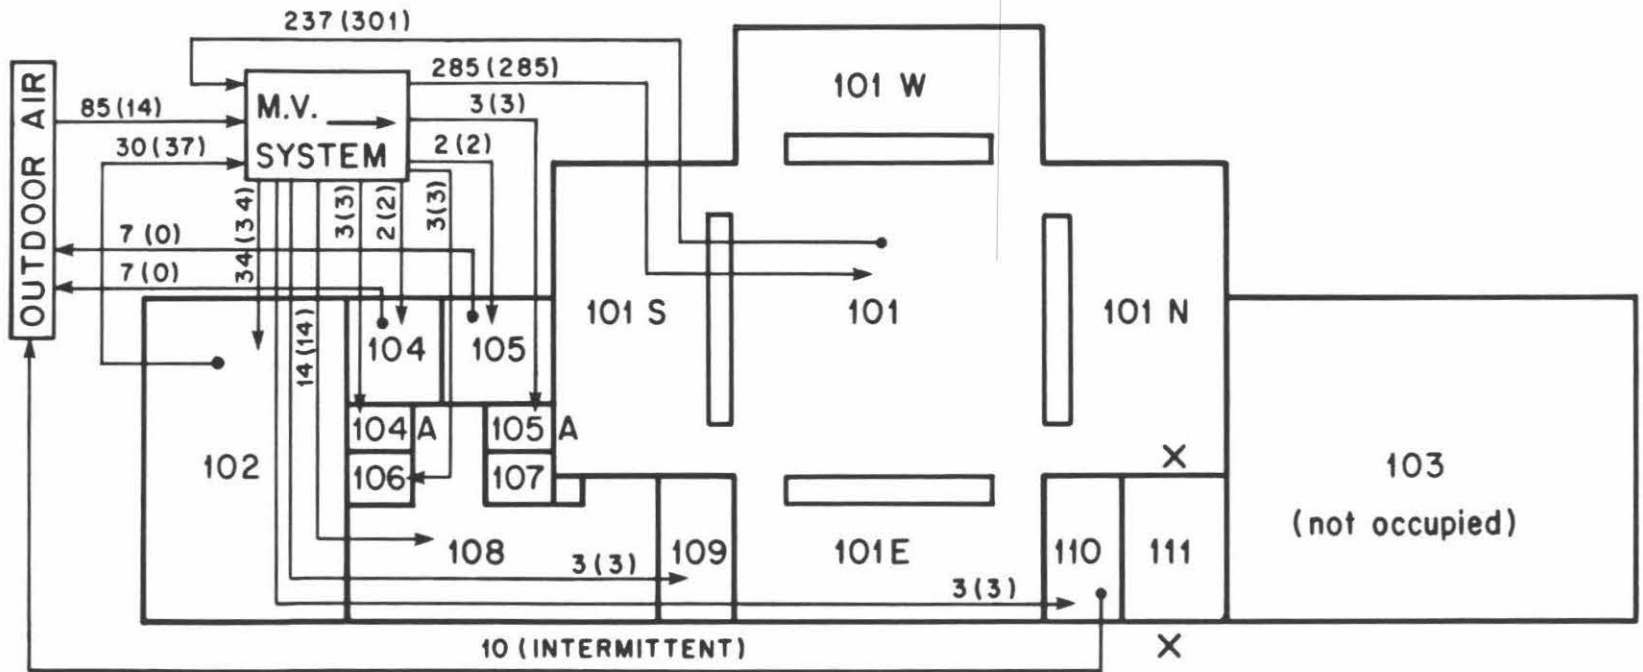 237 (301)
OUTDOOR AIR
85 (14)
30 (37)
M.V.
SYSTEM
285 (285)
3 (3)
2 (2)
3 (3)
2 (2)
3 (3)
34 (34)
14 (14)
7 (0)
7 (0)
101 W
101 S
101
101 N
104
105
104 A
105 A
106
107
102
103
(not occupied)
108
109
101 E
110
111
3 (3)
3 (3)
X
X
10 (INTERMITTENT)